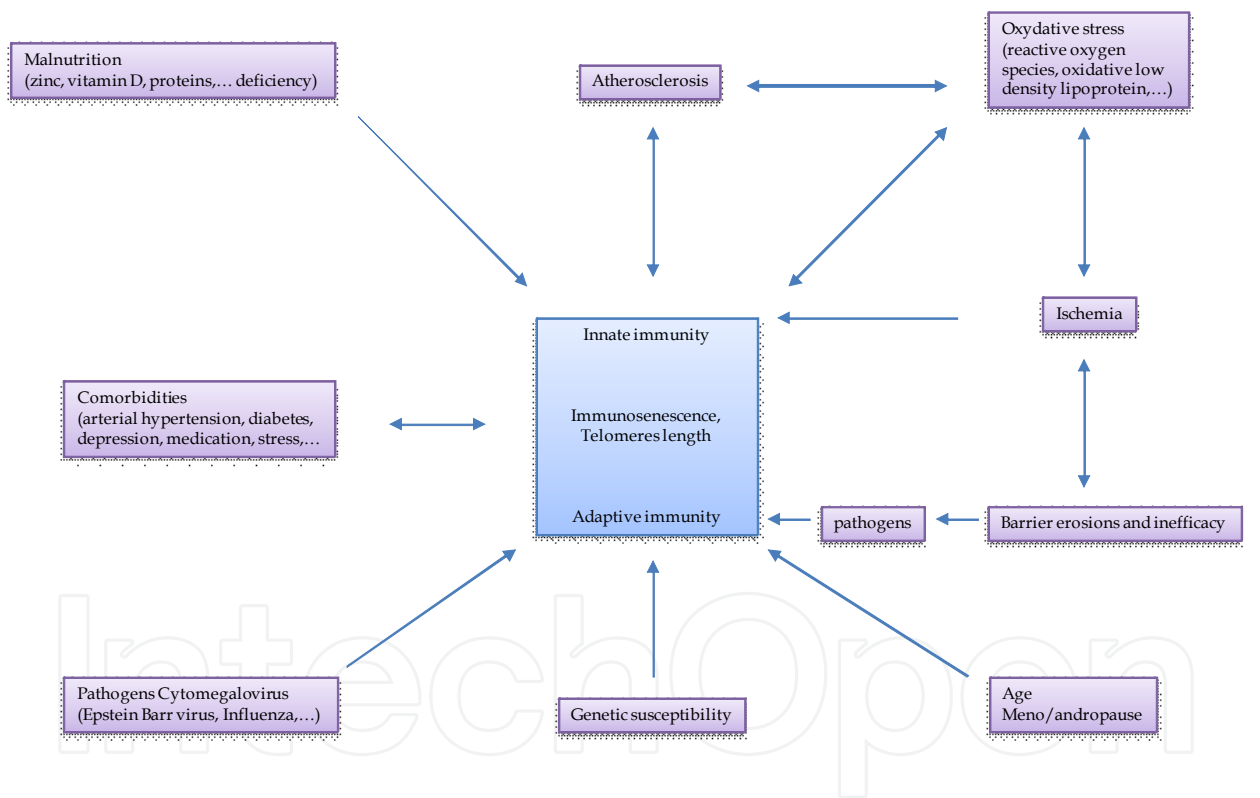 Malnutrition
(zinc, vitamin D, proteins,… deficiency)
Atherosclerosis
Oxydative stress
(reactive oxygen
species, oxidative low
density lipoprotein,…)
Innate immunity
Immunosenescence,
Telomeres length
Adaptive immunity
Ischemia
Comorbidities
(arterial hypertension, diabetes,
depression, medication, stress,…
pathogens
Barrier erosions and inefficacy
Pathogens Cytomegalovirus
(Epstein Barr virus, Influenza,…)
Genetic susceptibility
Age
Meno/andropause
IntechOpen